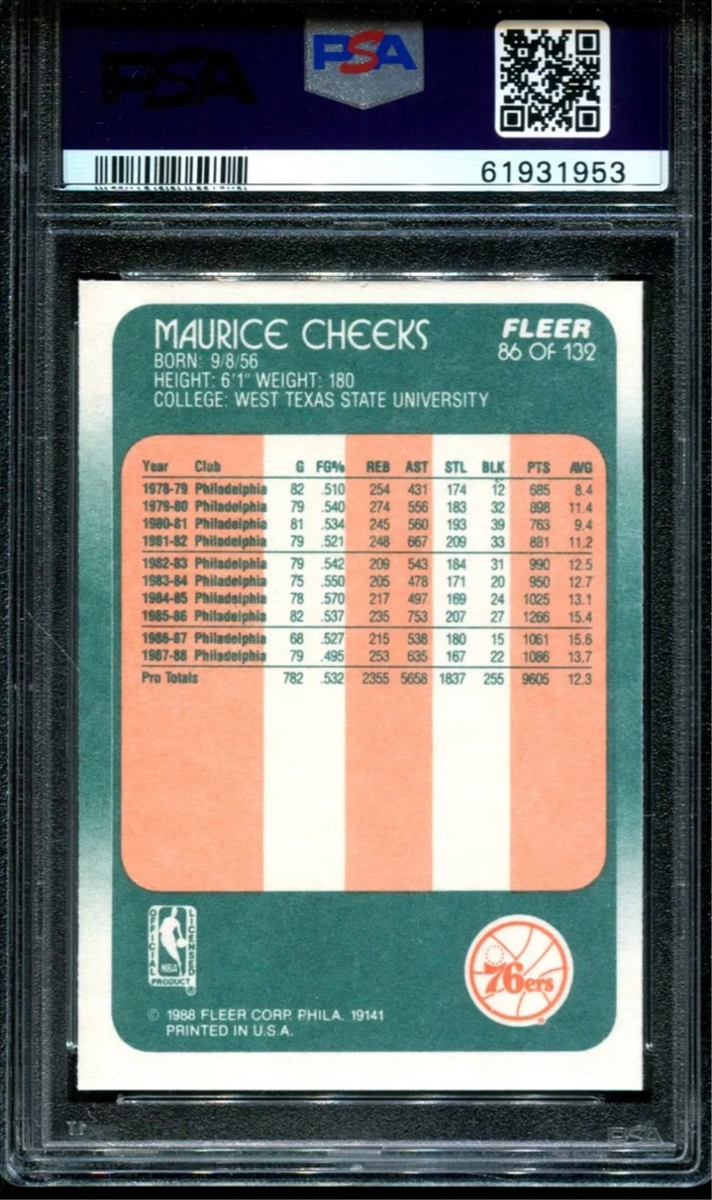 PSA PSA
61931953
MAURICE CHEEKS FLEER
86 OF 132
BORN: 9/8/56
HEIGHT: 6'1" WEIGHT: 180
COLLEGE: WEST TEXAS STATE UNIVERSITY
Year Club G FG% REB AST STL BLK PTS AVG
1978-79 Philadelphia 82 .510 254 431 174 12 685 8.4
1979-80 Philadelphia 79 .540 274 556 183 32 898 11.4
1980-81 Philadelphia 81 .534 245 560 193 39 763 9.4
1981-82 Philadelphia 79 .521 248 667 209 33 881 11.2
1982-83 Philadelphia 79 .542 209 543 184 31 990 12.5
1983-84 Philadelphia 75 .550 205 478 171 20 950 12.7
1984-85 Philadelphia 78 .570 217 497 169 24 1025 13.1
1985-86 Philadelphia 82 .537 235 753 207 27 1266 15.4
1986-87 Philadelphia 68 .527 215 538 180 15 1061 15.6
1987-88 Philadelphia 79 .495 253 635 167 22 1086 13.7
Pro Totals 782 .532 2355 5658 1837 255 9605 12.3
OFFICIAL LICENSED
NBA
PRODUCT ®
76ers
© 1988 FLEER CORP. PHILA. 19141
PRINTED IN U.S.A.
PSA